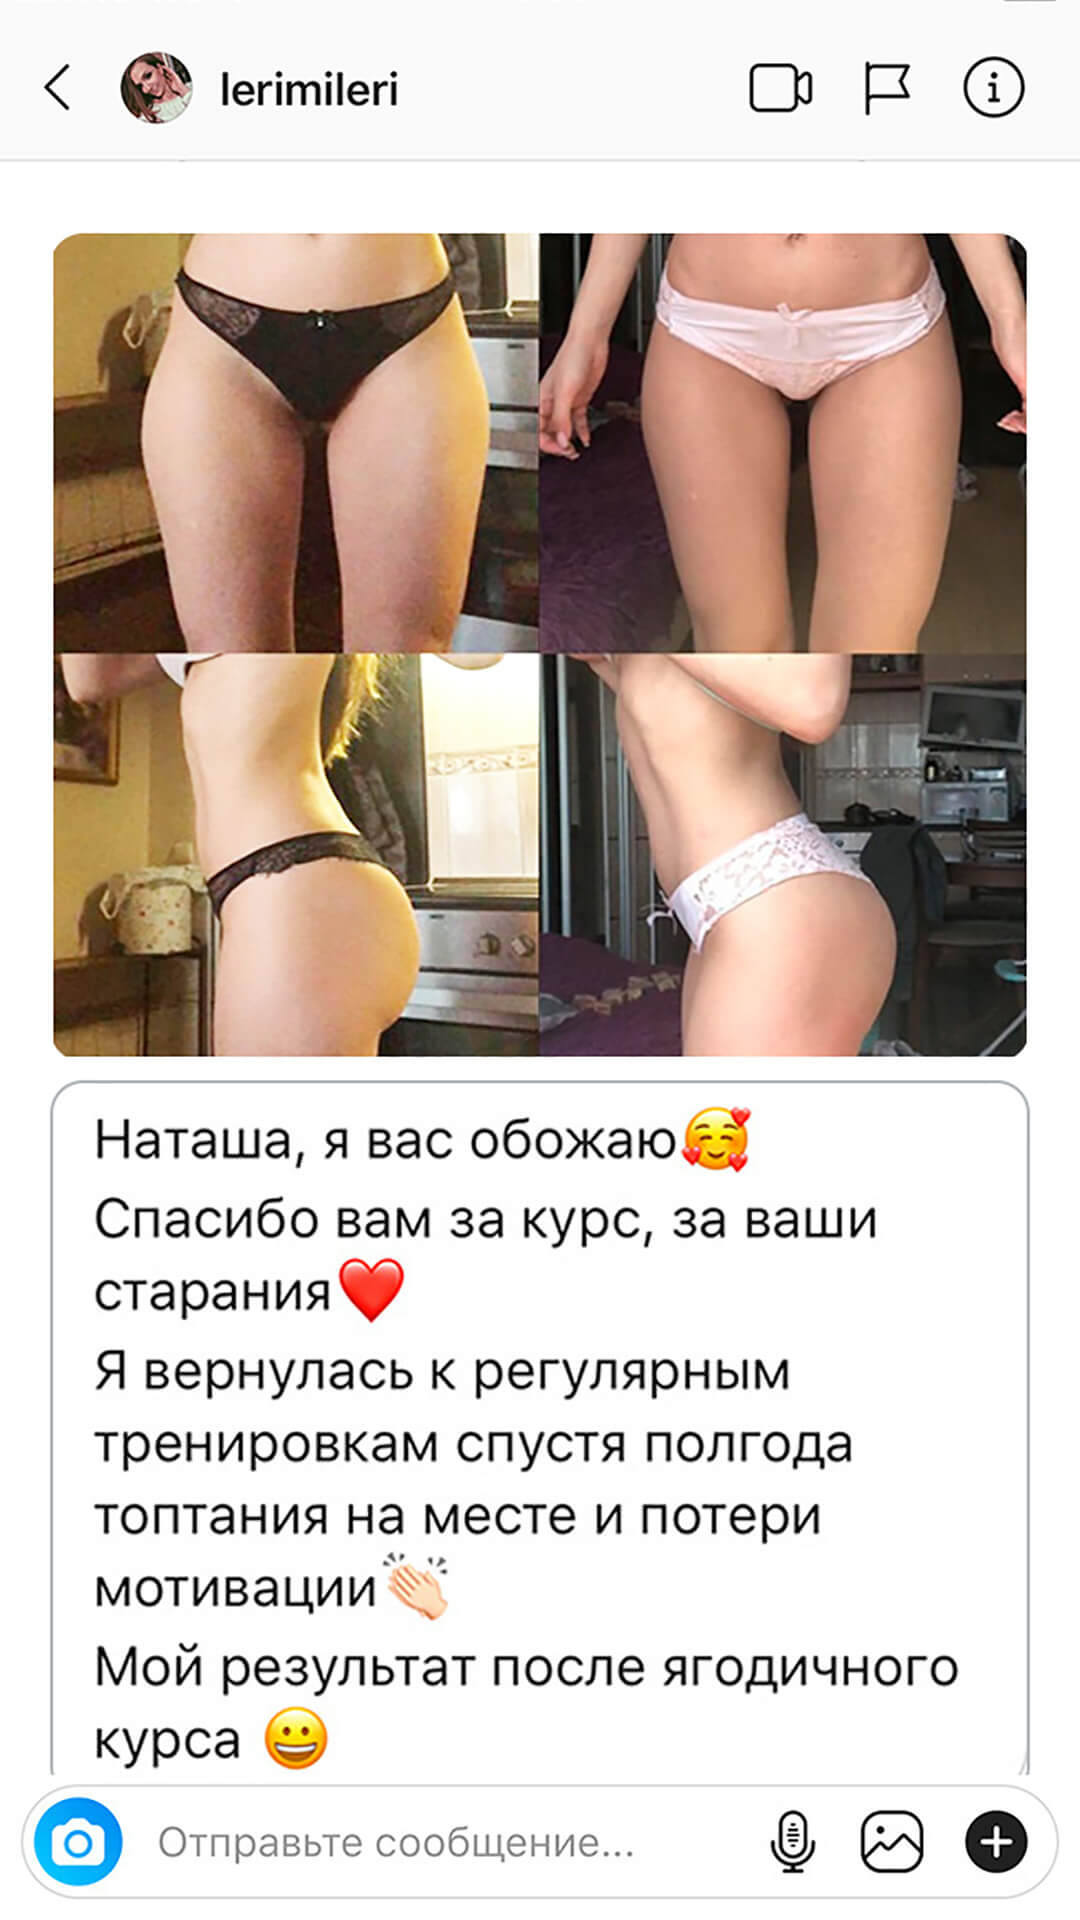 lerimileri
Наташа, я вас обожаю🥰
Спасибо вам за курс, за ваши
старания❤️
Я вернулась к регулярным
тренировкам спустя полгода
топтания на месте и потери
мотивации👏🏻
Мой результат после ягодичного
курса 😀
Отправьте сообщение...